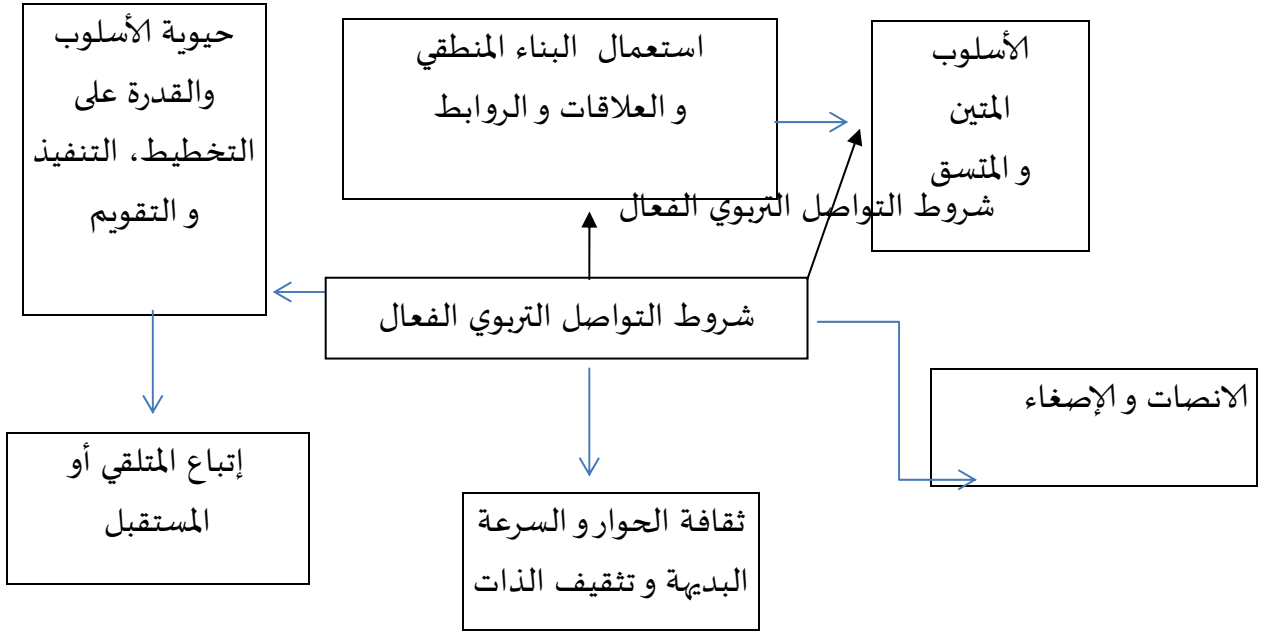 الأسلوب
المتين
و المتسق
استعمال البناء المنطقي
و العلاقات و الروابط
حيوية الأسلوب
والقدرة على
التخطيط، التنفيذ
و التقويم
شروط التواصل التربوي الفعال
شروط التواصل التربوي الفعال
الانصات و الإصغاء
إتباع المتلقي أو
المستقبل
ثقافة الحوار و السرعة
البديهة و تثقيف الذات